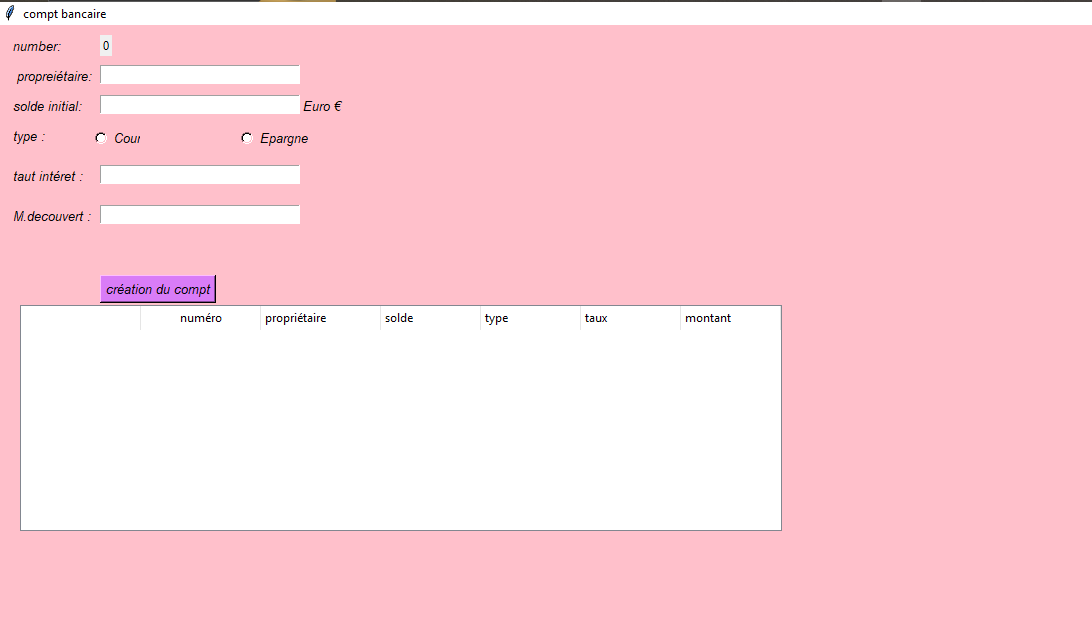 compt bancaire
number: 0
propreiétaire:
solde initial: Euro €
type : Cour Epargne
taut intéret :
M.decouvert :
création du compt
numéro propriétaire solde type taux montant